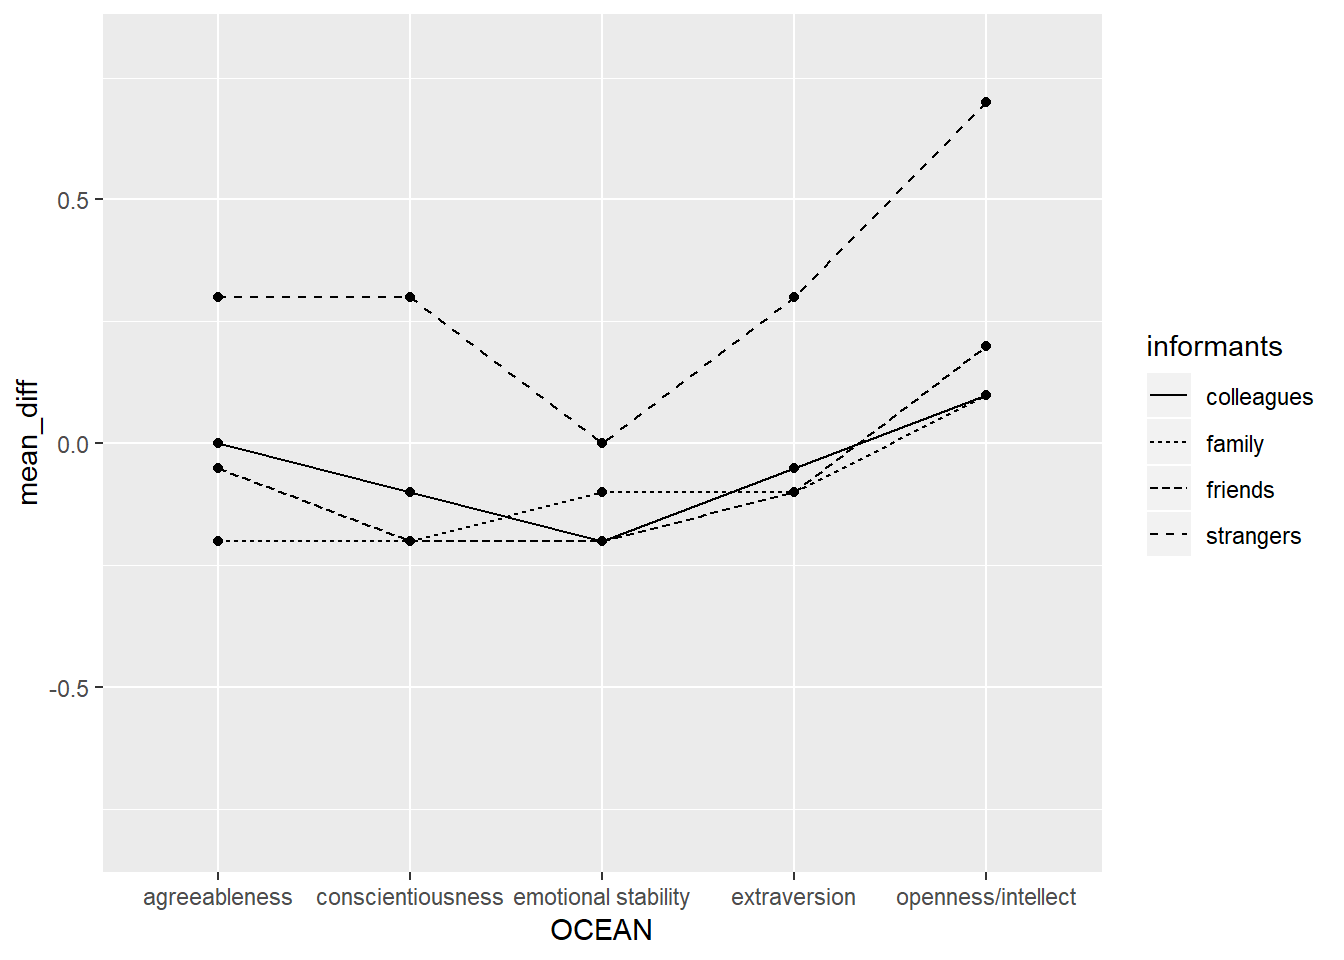 mean_diff
0.5
0.0
-0.5
agreeableness conscientiousness emotional stability extraversion openness/intellect
OCEAN
informants
colleagues
family
friends
strangers